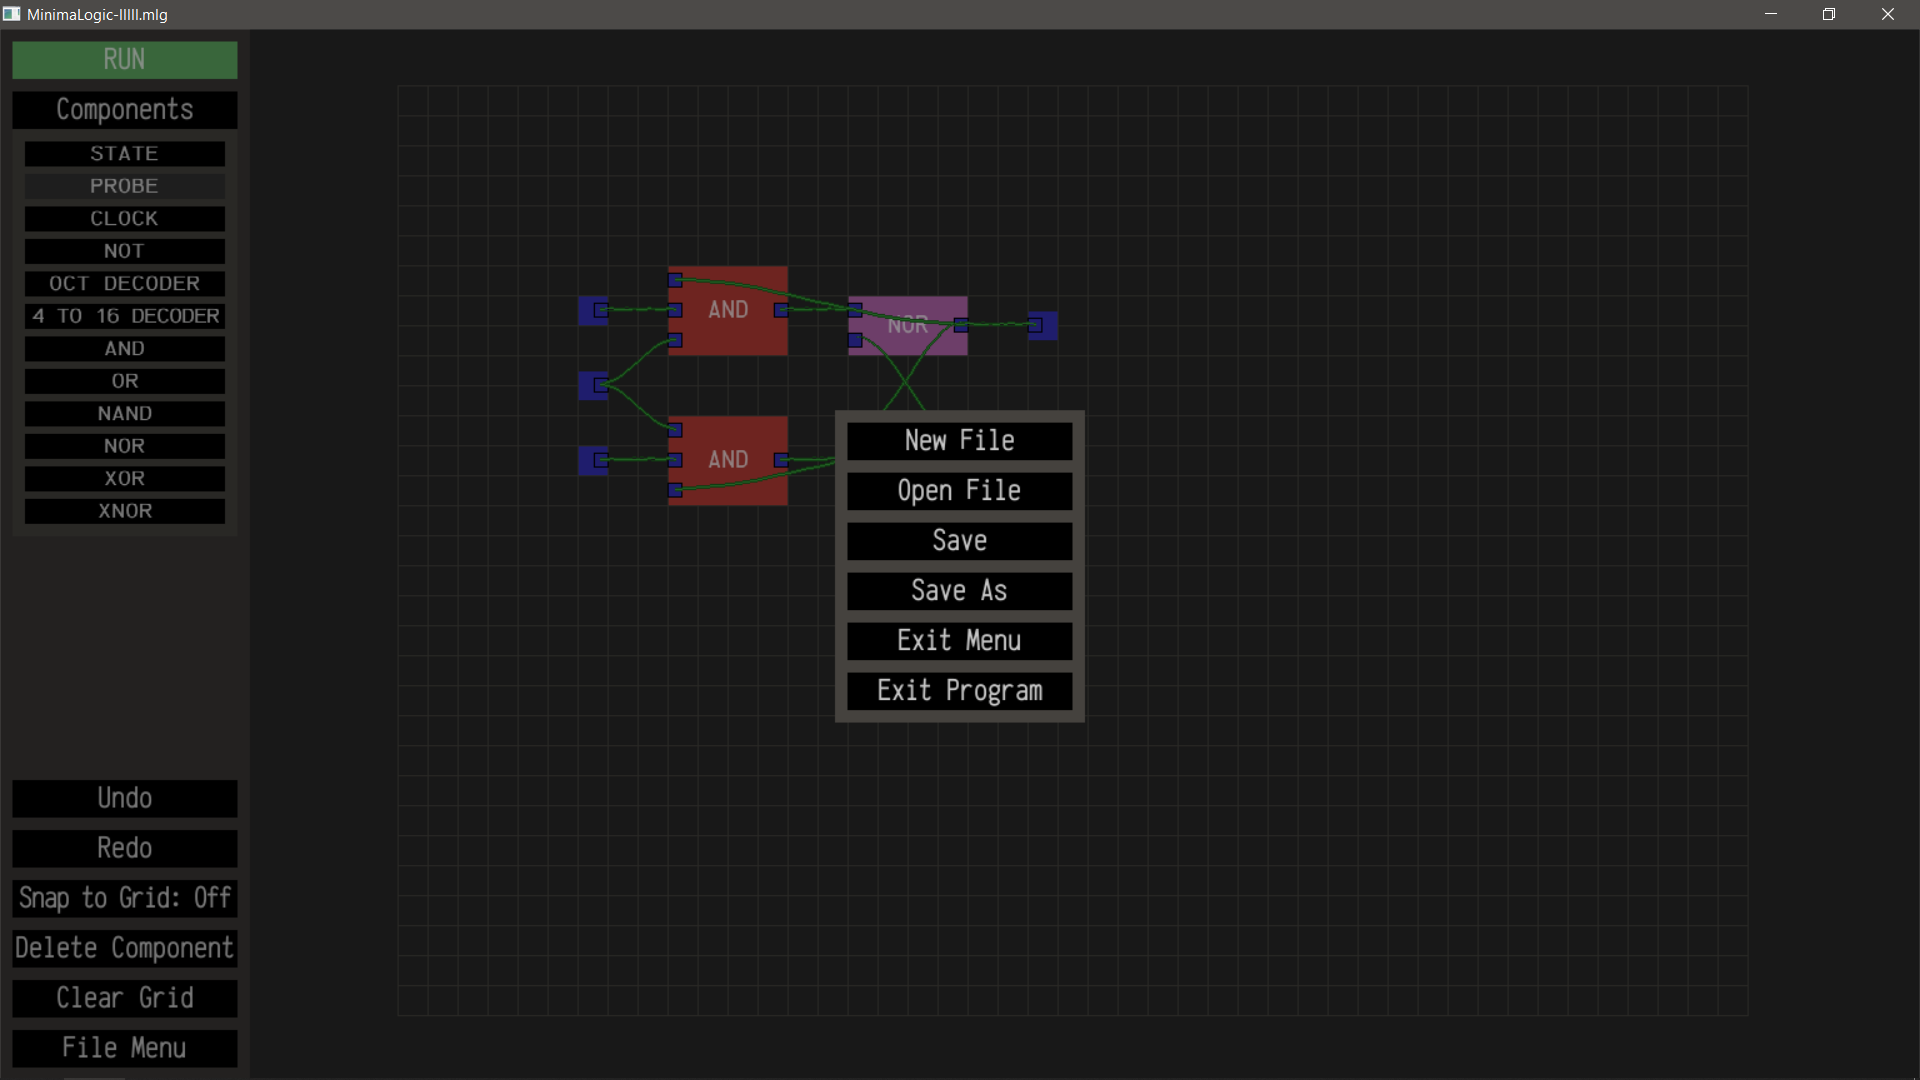 MinimaLogic-lllll.mlg
RUN
Components
STATE
PROBE
CLOCK
NOT
OCT DECODER
4 TO 16 DECODER
AND
OR
NAND
NOR
XOR
XNOR
Undo
Redo
Snap to Grid: Off
Delete Component
Clear Grid
File Menu
AND
NOR
AND
New File
Open File
Save
Save As
Exit Menu
Exit Program